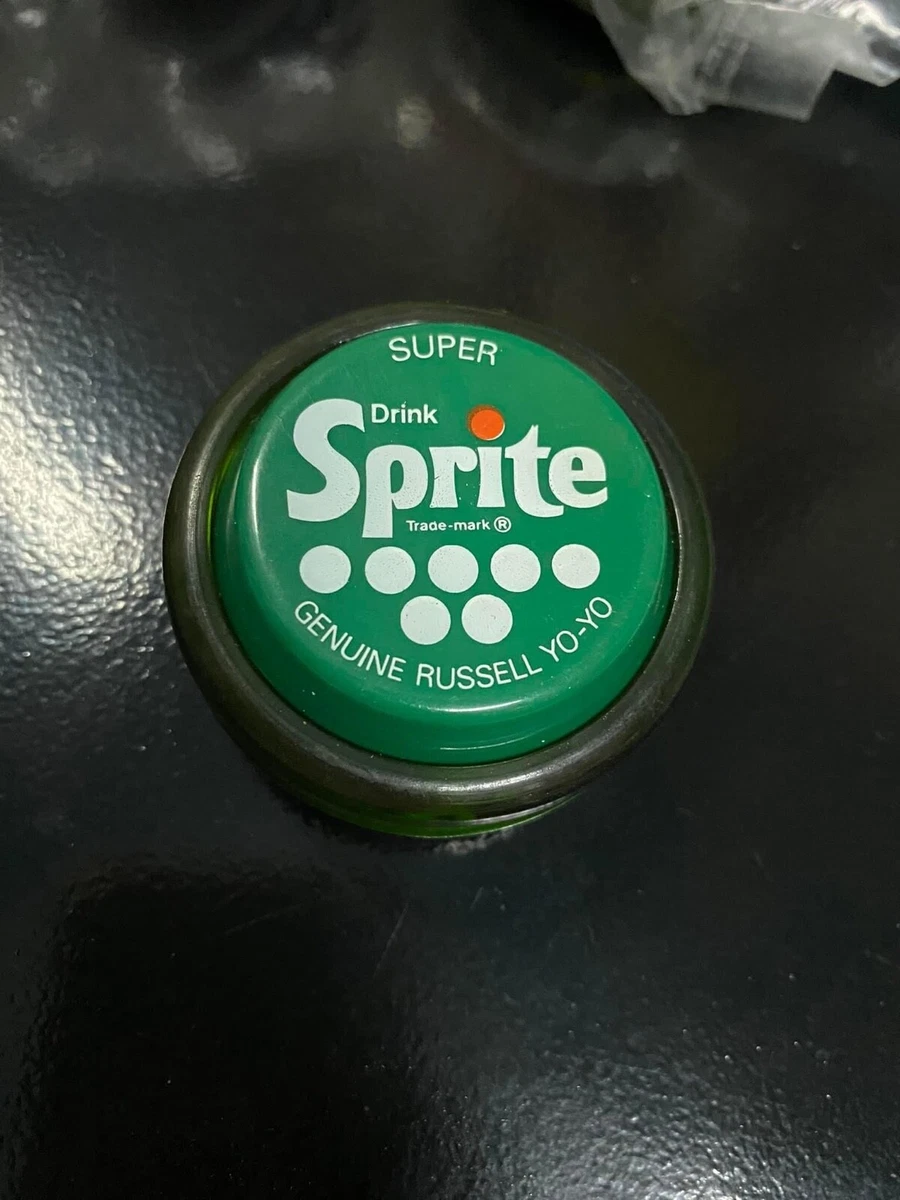 SUPER
Drink
Sprite
Trade-mark ®
GENUINE RUSSELL YO-YO